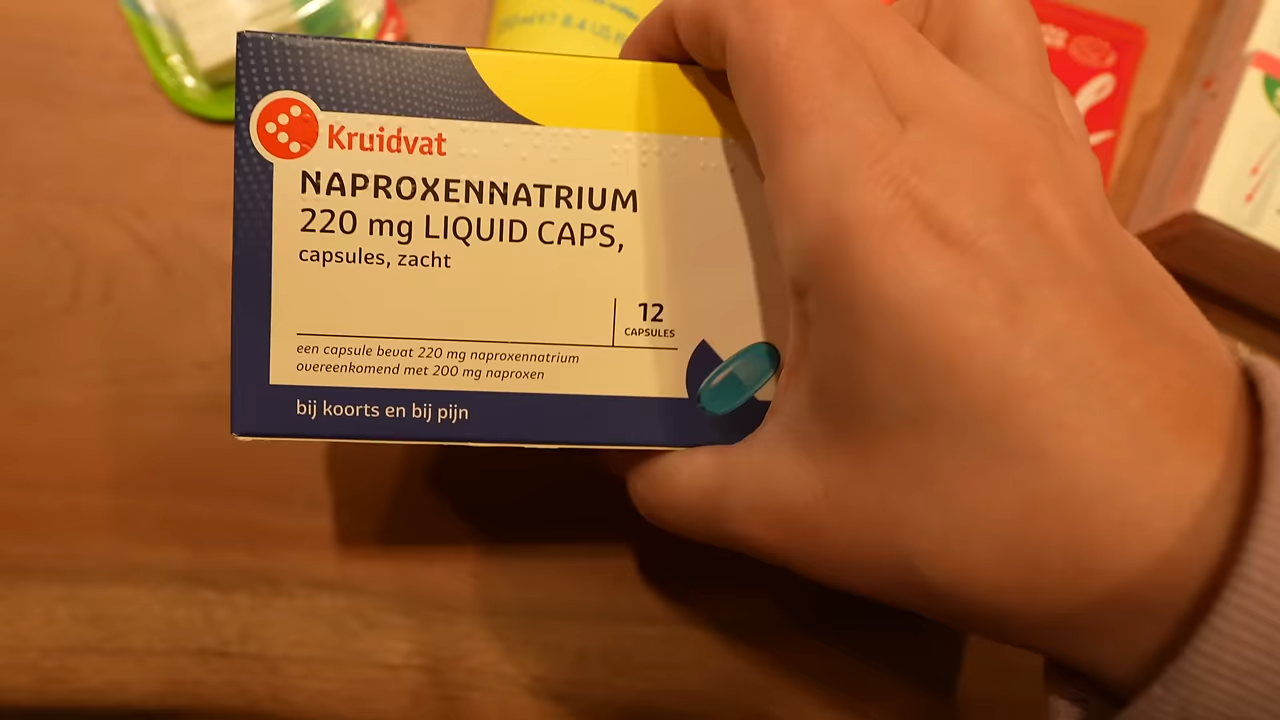 Kruidvat
NAPROXENNATRIUM
220 mg LIQUID CAPS,
capsules, zacht
12
CAPSULES
een capsule bevat 220 mg naproxennatrium
overeenkomend met 200 mg naproxen
bij koorts en bij pijn